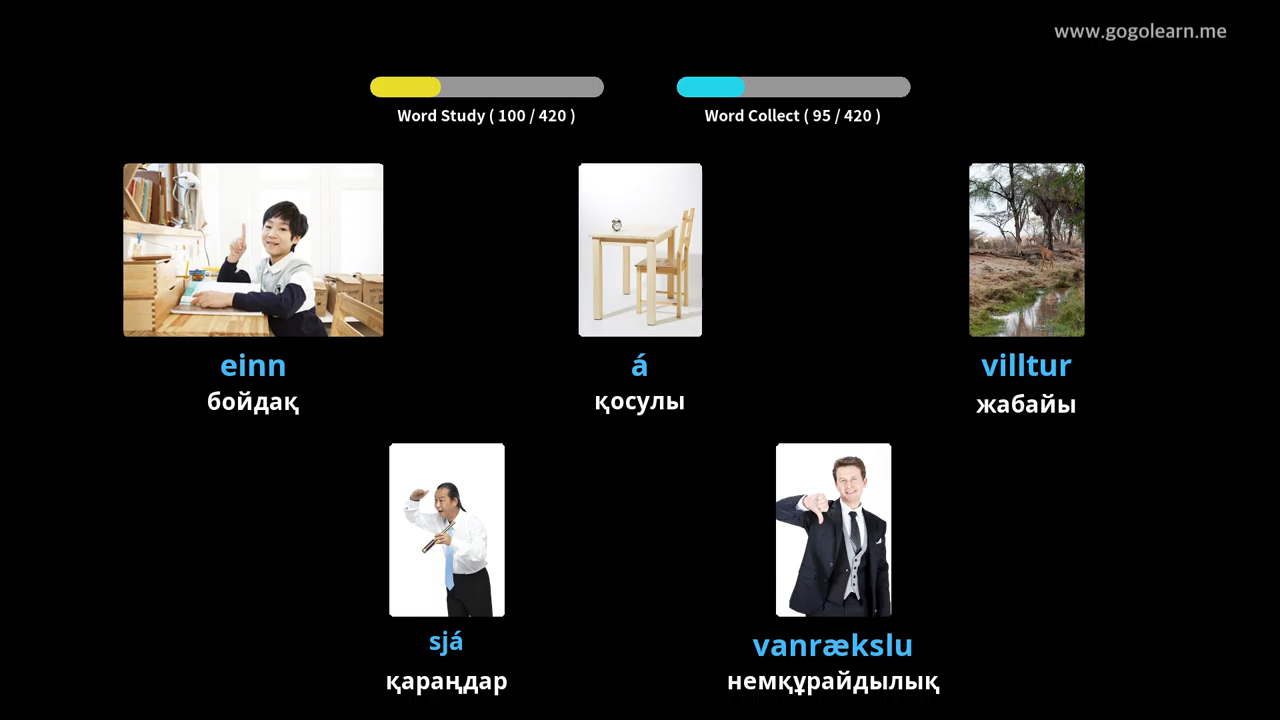 www.gogolearn.me
Word Study ( 100 / 420 )
Word Collect ( 95 / 420 )
einn
бойдақ
á
қосулы
villtur
жабайы
sjá
қараңдар
vanrækslu
немқұрайдылық